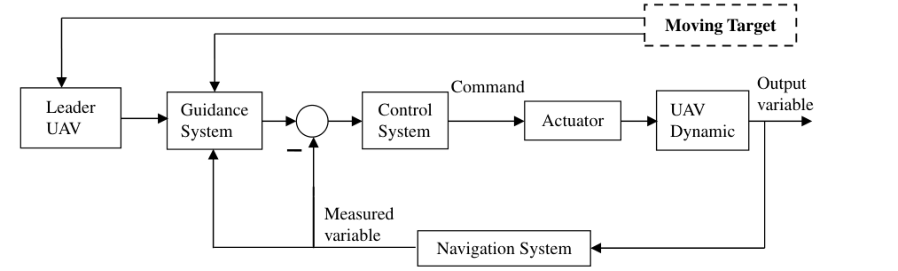 Moving Target
Leader
UAV
Guidance
System
Control
System
Command
Actuator
UAV
Dynamic
Output
variable
Measured
variable
Navigation System